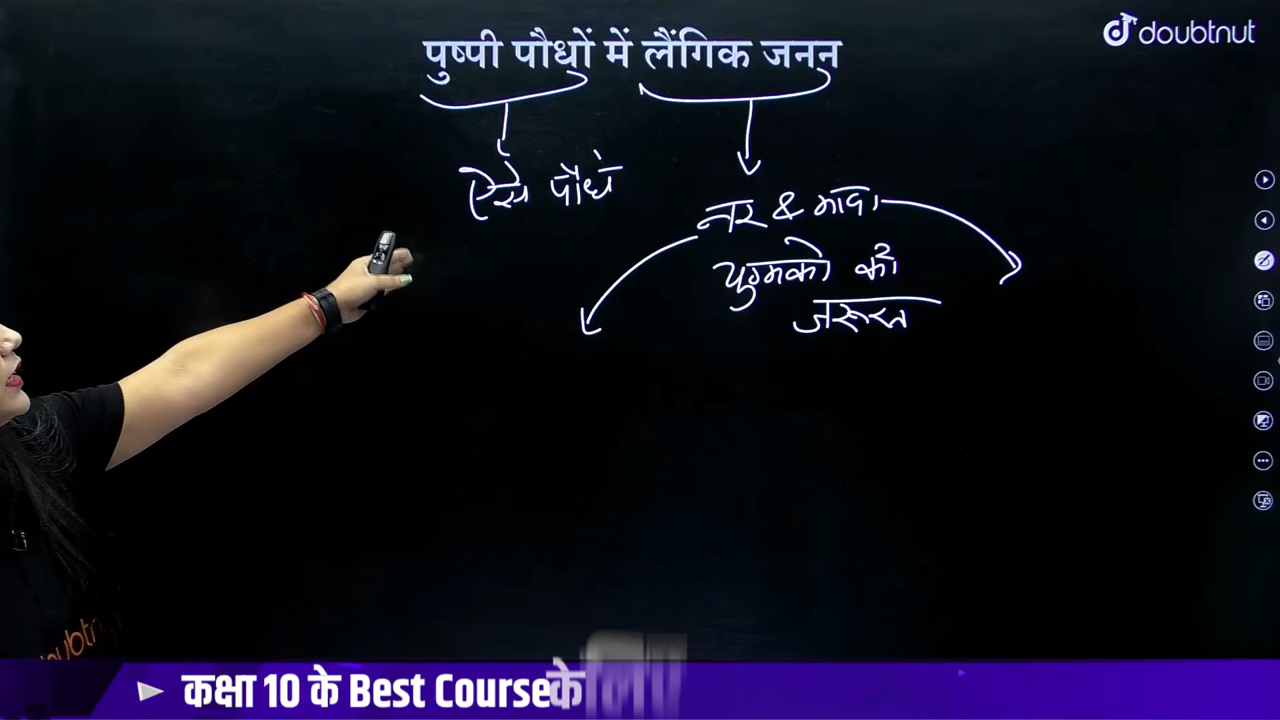 पुष्पी पौधों में लैंगिक जनन
doubtnut
ऐसे पौधे
नर & मादा
युग्मको की
जरूरत
कक्षा 10 के Best Course के